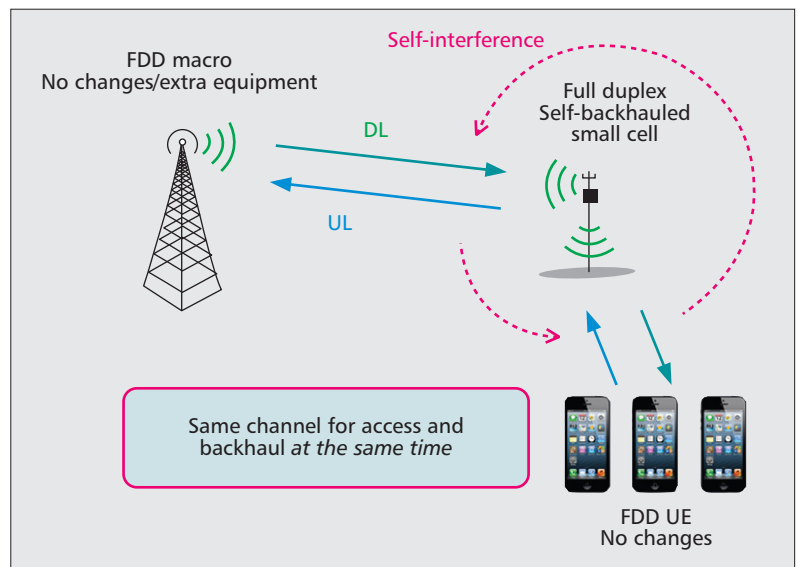 Self-interference
FDD macro
No changes/extra equipment
Full duplex
Self-backhauled
small cell
DL
UL
Same channel for access and
backhaul at the same time
FDD UE
No changes